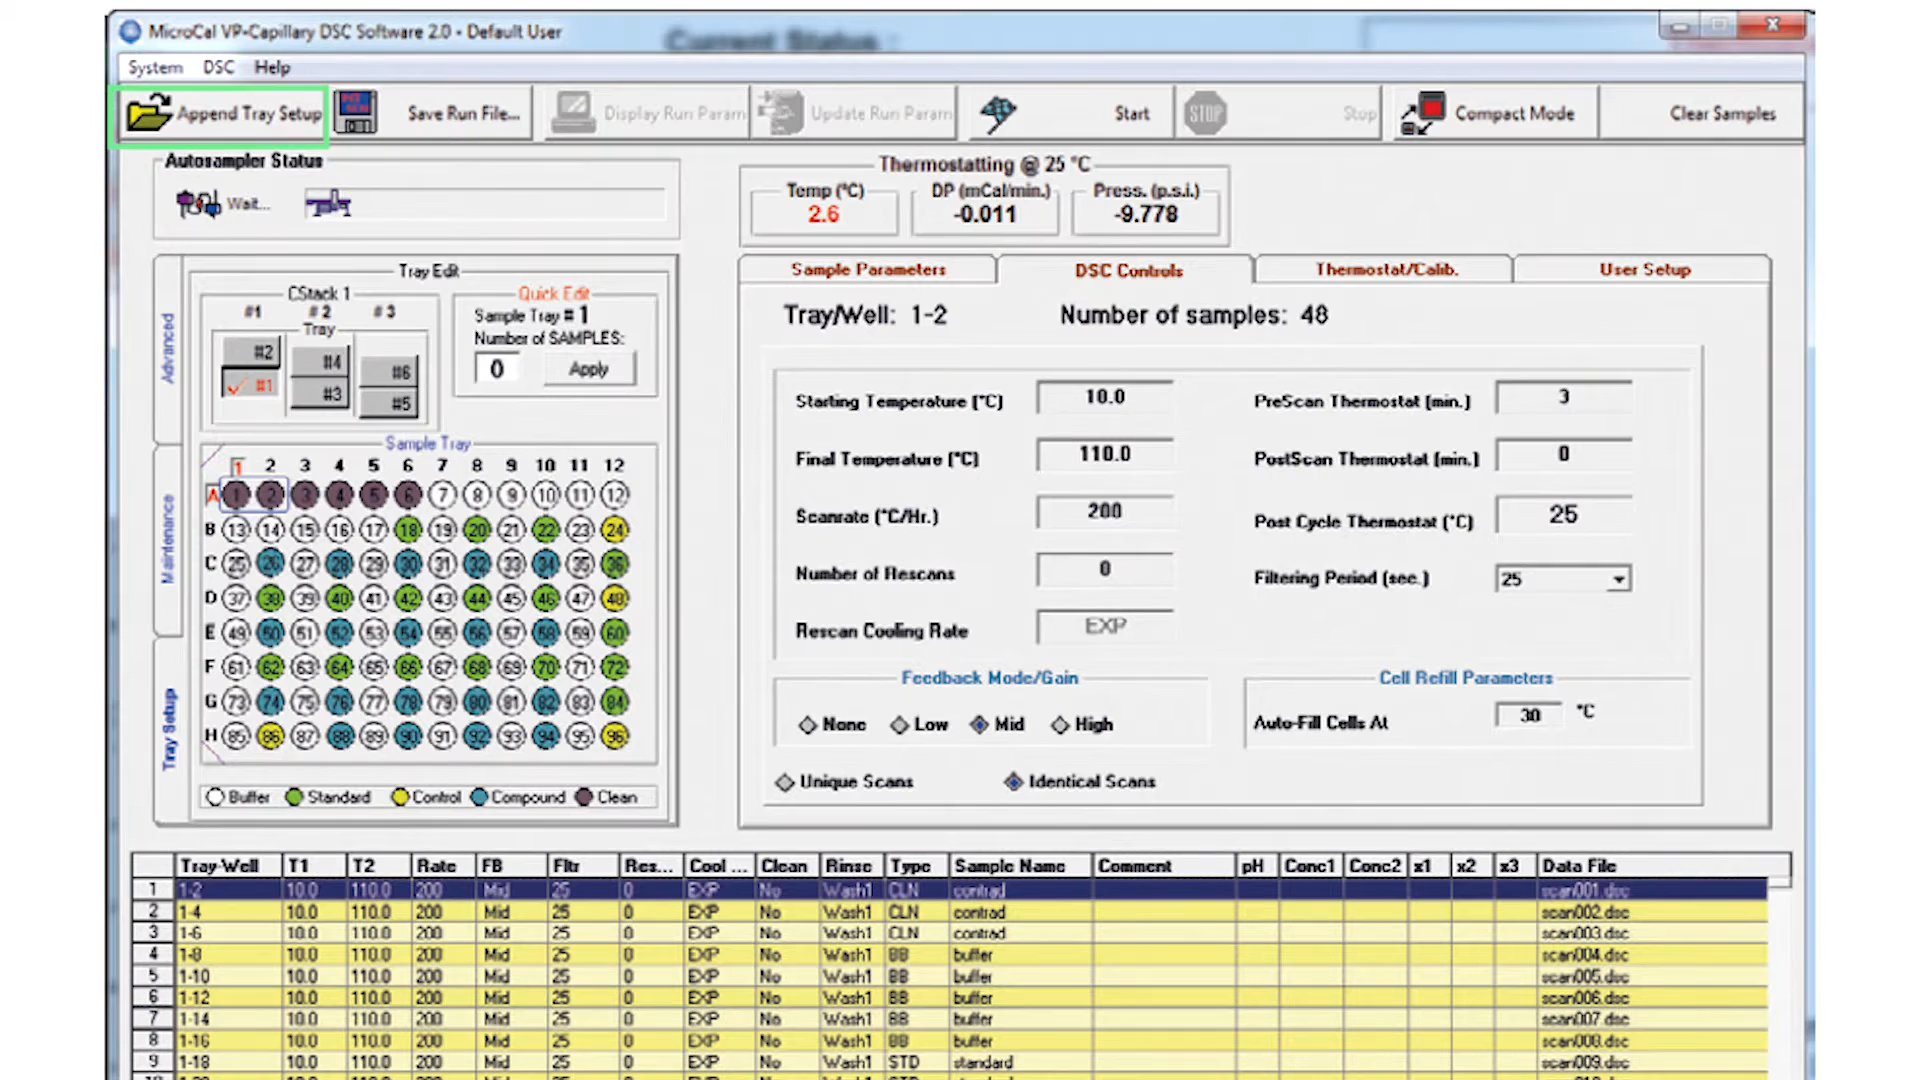 MicroCal VP-Capillary DSC Software 2.0 - Default User
Current Status :
System DSC Help
Append Tray Setup Save Run File... Display Run Param Update Run Param Start STOP Stop Compact Mode Clear Samples
Autosampler Status
Wait...
Thermostatting @ 25 °C
Temp (°C) DP (mCal/min.) Press. (p.s.i.)
2.6 -0.011 -9.778
Advanced
Maintenance
Tray Setup
Tray Edit
CStack 1
#1 #2 #3
Tray
#2 #4 #6
#1 #3 #5
Quick Edit
Sample Tray # 1
Number of SAMPLES:
0 Apply
Sample Tray
1 2 3 4 5 6 7 8 9 10 11 12
A 1 2 3 4 5 6 7 8 9 10 11 12
B 13 14 15 16 17 18 19 20 21 22 23 24
C 25 26 27 28 29 30 31 32 33 34 35 36
D 37 38 39 40 41 42 43 44 45 46 47 48
E 49 50 51 52 53 54 55 56 57 58 59 60
F 61 62 63 64 65 66 67 68 69 70 71 72
G 73 74 75 76 77 78 79 80 81 82 83 84
H 85 86 87 88 89 90 91 92 93 94 95 96
Buffer Standard Control Compound Clean
Sample Parameters DSC Controls Thermostat/Calib. User Setup
Tray/Well: 1-2 Number of samples: 48
Starting Temperature (°C) 10.0 PreScan Thermostat (min.) 3
Final Temperature (°C) 110.0 PostScan Thermostat (min.) 0
Scanrate (°C/Hr.) 200 Post Cycle Thermostat (°C) 25
Number of Rescans 0 Filtering Period (sec.) 25
Rescan Cooling Rate EXP
Feedback Mode/Gain
None Low Mid High
Cell Refill Parameters
Auto-Fill Cells At 30 °C
Unique Scans Identical Scans
Tray-Well T1 T2 Rate FB Fltr Res... Cool ... Clean Rinse Type Sample Name Comment pH Conc1 Conc2 x1 x2 x3 Data File
1 1-2 10.0 110.0 200 Mid 25 0 EXP No Wash1 CLN contrad scan001.dsc
2 1-4 10.0 110.0 200 Mid 25 0 EXP No Wash1 CLN contrad scan002.dsc
3 1-6 10.0 110.0 200 Mid 25 0 EXP No Wash1 CLN contrad scan003.dsc
4 1-8 10.0 110.0 200 Mid 25 0 EXP No Wash1 BB buffer scan004.dsc
5 1-10 10.0 110.0 200 Mid 25 0 EXP No Wash1 BB buffer scan005.dsc
6 1-12 10.0 110.0 200 Mid 25 0 EXP No Wash1 BB buffer scan006.dsc
7 1-14 10.0 110.0 200 Mid 25 0 EXP No Wash1 BB buffer scan007.dsc
8 1-16 10.0 110.0 200 Mid 25 0 EXP No Wash1 BB buffer scan008.dsc
9 1-18 10.0 110.0 200 Mid 25 0 EXP No Wash1 STD standard scan009.dsc